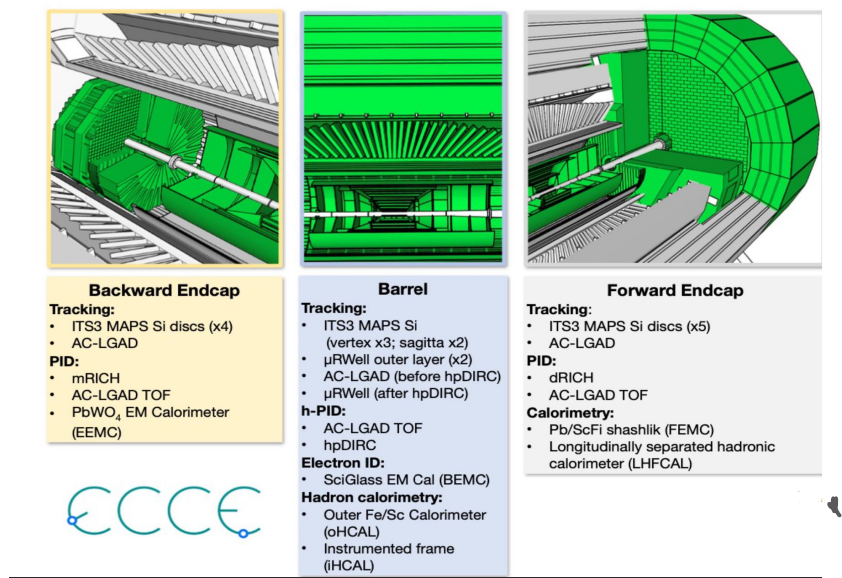 Backward Endcap
Tracking:
• ITS3 MAPS Si discs (x4)
• AC-LGAD
PID:
• mRICH
• AC-LGAD TOF
• PbWO₄ EM Calorimeter
(EEMC)
Barrel
Tracking:
• ITS3 MAPS Si
(vertex x3; sagitta x2)
• µRWell outer layer (x2)
• AC-LGAD (before hpDIRC)
• µRWell (after hpDIRC)
h-PID:
• AC-LGAD TOF
• hpDIRC
Electron ID:
• SciGlass EM Cal (BEMC)
Hadron calorimetry:
• Outer Fe/Sc Calorimeter
(oHCAL)
• Instrumented frame
(iHCAL)
Forward Endcap
Tracking:
• ITS3 MAPS Si discs (x5)
• AC-LGAD
PID:
• dRICH
• AC-LGAD TOF
Calorimetry:
• Pb/ScFi shashlik (FEMC)
• Longitudinally separated hadronic
calorimeter (LHFCAL)
ECCE